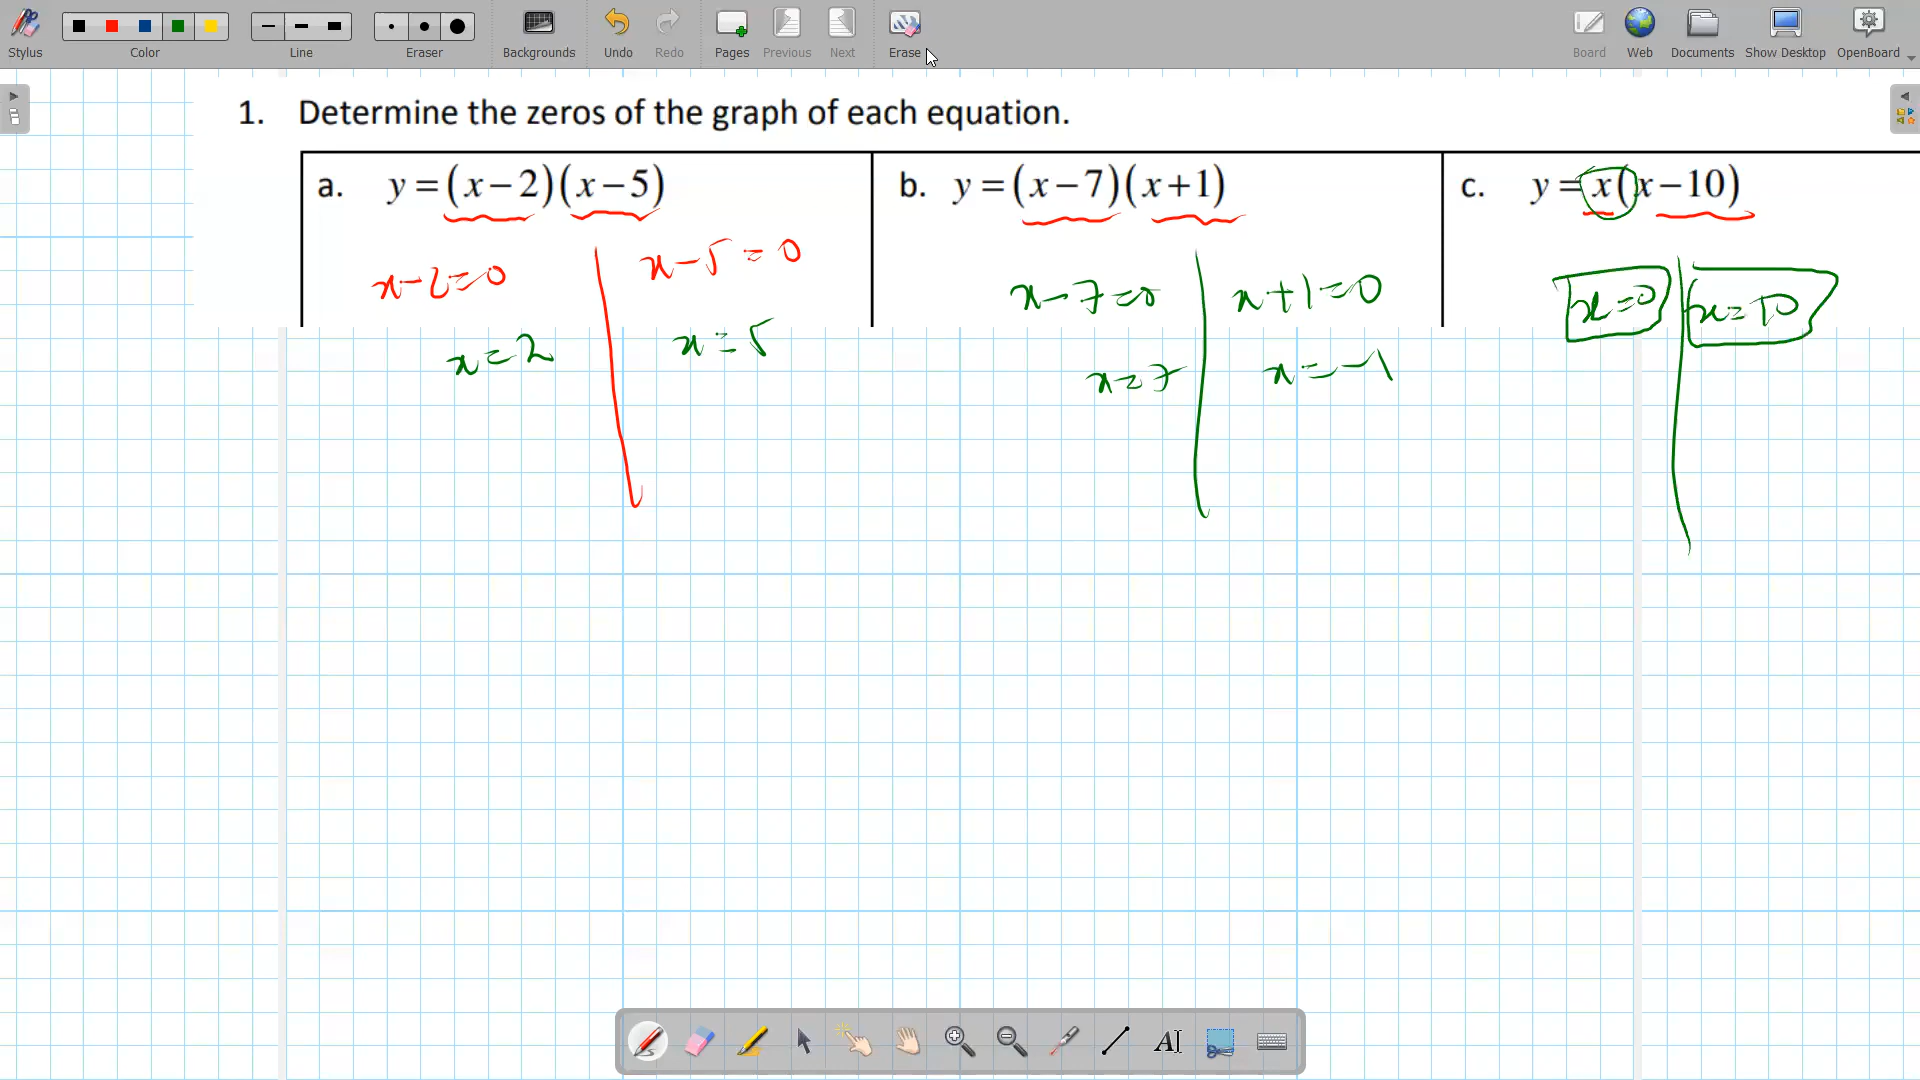 Stylus Color Line Eraser Backgrounds Undo Redo Pages Previous Next Erase Board Web Documents Show Desktop OpenBoard
1. Determine the zeros of the graph of each equation.
a. y = (x − 2)(x − 5)
x − 2 = 0
x − 5 = 0
x = 2
x = 5
b. y = (x − 7)(x + 1)
x − 7 = 0
x + 1 = 0
x = 7
x = −1
c. y = x(x − 10)
x = 0
x = 10